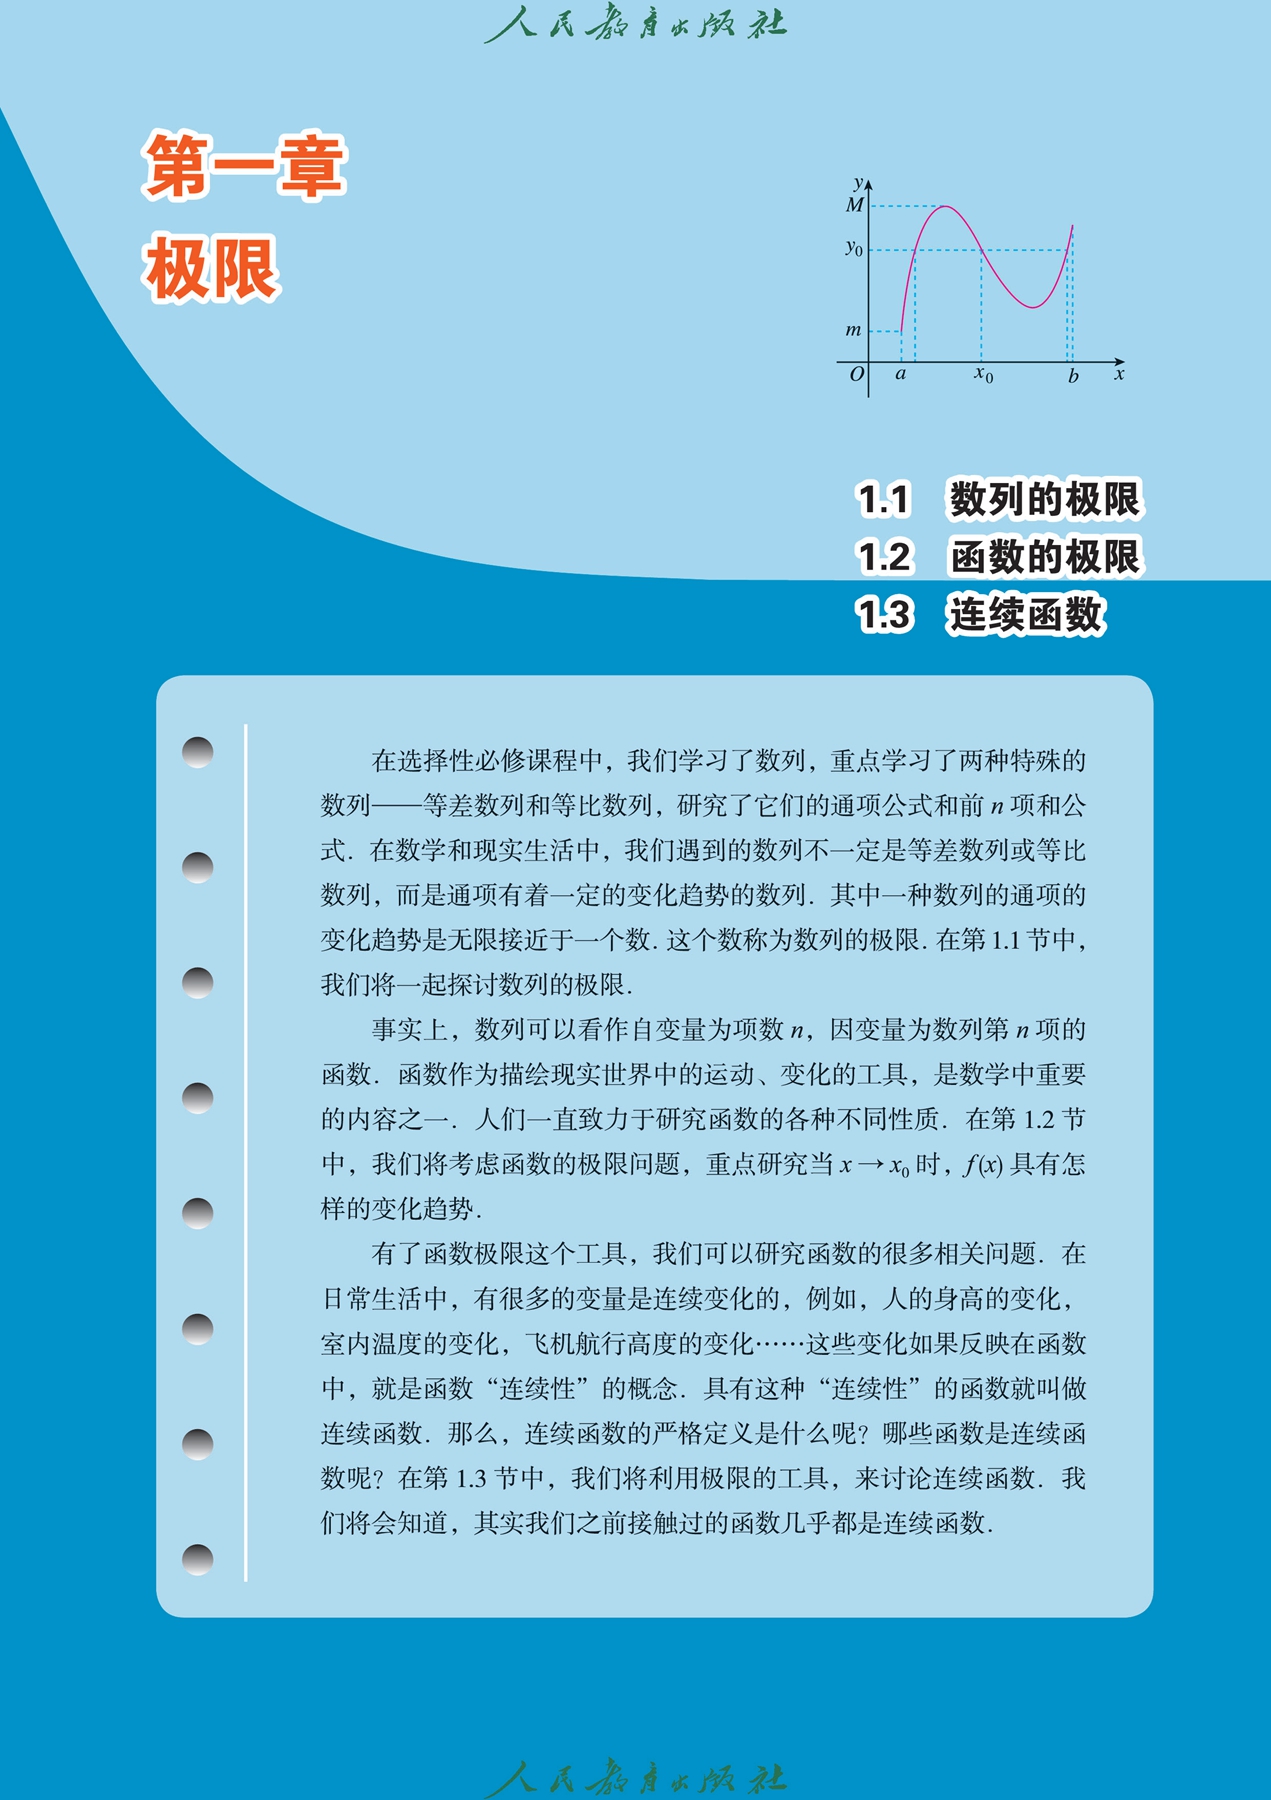 人民教育出版社
第一章
极限
y
M
y₀
m
O a x₀ b x
1.1 数列的极限
1.2 函数的极限
1.3 连续函数
在选择性必修课程中，我们学习了数列，重点学习了两种特殊的
数列——等差数列和等比数列，研究了它们的通项公式和前 n 项和公
式．在数学和现实生活中，我们遇到的数列不一定是等差数列或等比
数列，而是通项有着一定的变化趋势的数列．其中一种数列的通项的
变化趋势是无限接近于一个数．这个数称为数列的极限．在第 1.1 节中，
我们将一起探讨数列的极限．
事实上，数列可以看作自变量为项数 n，因变量为数列第 n 项的
函数．函数作为描绘现实世界中的运动、变化的工具，是数学中重要
的内容之一．人们一直致力于研究函数的各种不同性质．在第 1.2 节
中，我们将考虑函数的极限问题，重点研究当 x→x₀ 时，f(x) 具有怎
样的变化趋势．
有了函数极限这个工具，我们可以研究函数的很多相关问题．在
日常生活中，有很多的变量是连续变化的，例如，人的身高的变化，
室内温度的变化，飞机航行高度的变化……这些变化如果反映在函数
中，就是函数“连续性”的概念．具有这种“连续性”的函数就叫做
连续函数．那么，连续函数的严格定义是什么呢？哪些函数是连续函
数呢？在第 1.3 节中，我们将利用极限的工具，来讨论连续函数．我
们将会知道，其实我们之前接触过的函数几乎都是连续函数．
人民教育出版社